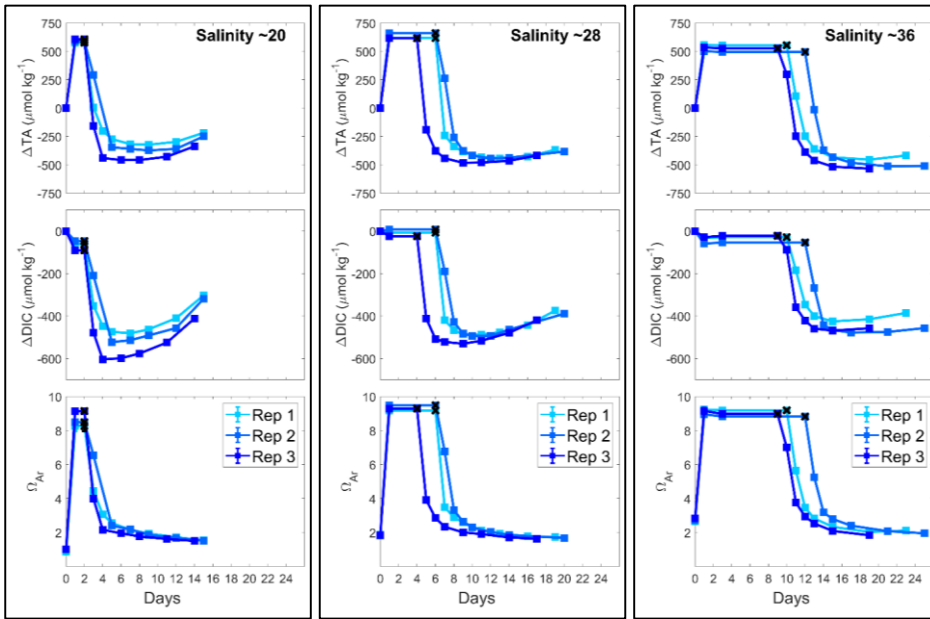 Salinity ~20
ΔTA (μmol kg⁻¹)
750
500
250
0
-250
-500
750
ΔDIC (μmol kg⁻¹)
0
-200
-400
-600
Ω_Ar
10
8
6
4
2
Rep 1
Rep 2
Rep 3
0 2 4 6 8 10 12 14 16 18 20 22 24
Days
Salinity ~28
ΔTA (μmol kg⁻¹)
750
500
250
0
-250
-500
750
ΔDIC (μmol kg⁻¹)
0
-200
-400
-600
Ω_Ar
10
8
6
4
2
Rep 1
Rep 2
Rep 3
0 2 4 6 8 10 12 14 16 18 20 22 24
Days
Salinity ~36
ΔTA (μmol kg⁻¹)
750
500
250
0
-250
-500
-750
ΔDIC (μmol kg⁻¹)
0
-200
-400
-600
Ω_Ar
10
8
6
4
2
Rep 1
Rep 2
Rep 3
0 2 4 6 8 10 12 14 16 18 20 22 24
Days